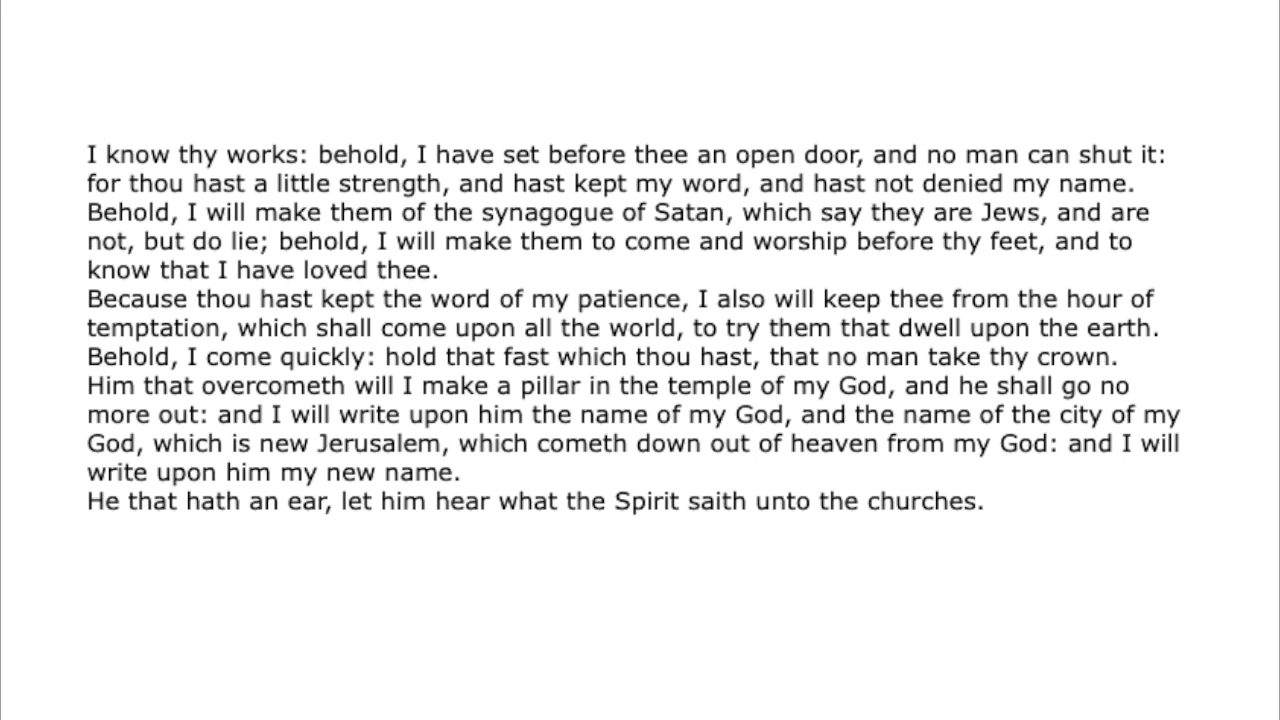 I know thy works: behold, I have set before thee an open door, and no man can shut it:
for thou hast a little strength, and hast kept my word, and hast not denied my name.
Behold, I will make them of the synagogue of Satan, which say they are Jews, and are
not, but do lie; behold, I will make them to come and worship before thy feet, and to
know that I have loved thee.
Because thou hast kept the word of my patience, I also will keep thee from the hour of
temptation, which shall come upon all the world, to try them that dwell upon the earth.
Behold, I come quickly: hold that fast which thou hast, that no man take thy crown.
Him that overcometh will I make a pillar in the temple of my God, and he shall go no
more out: and I will write upon him the name of my God, and the name of the city of my
God, which is new Jerusalem, which cometh down out of heaven from my God: and I will
write upon him my new name.
He that hath an ear, let him hear what the Spirit saith unto the churches.